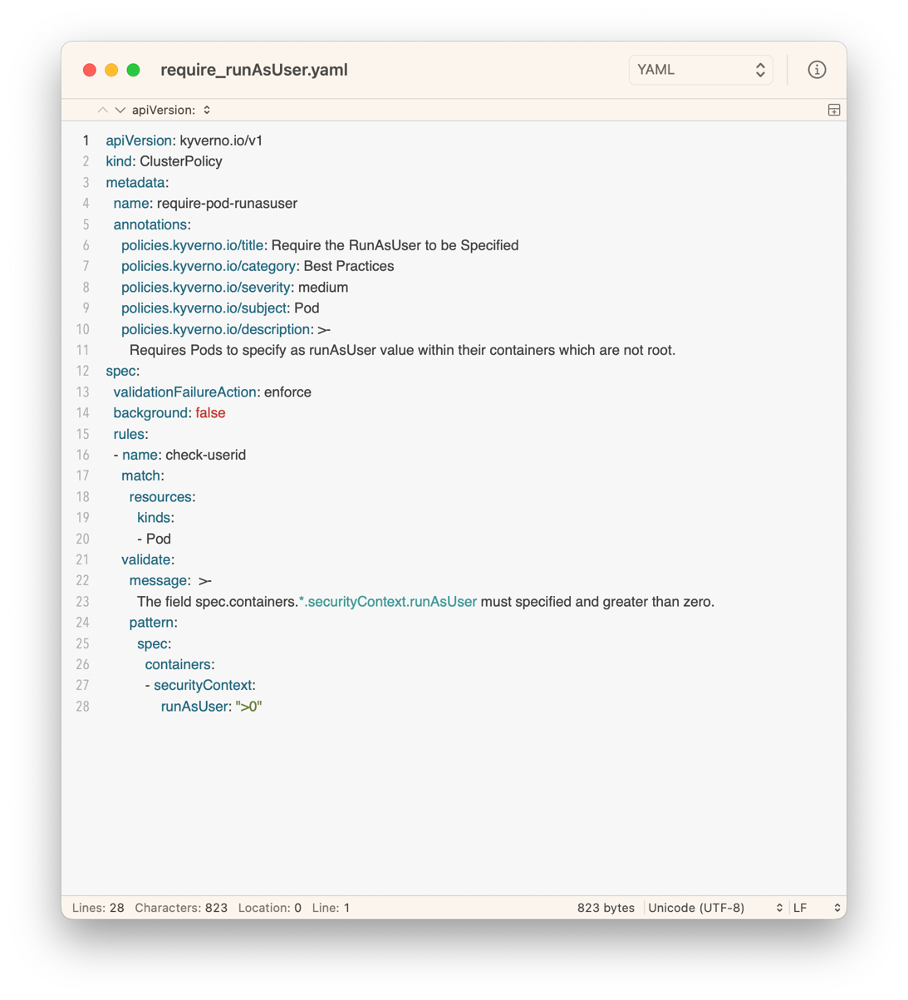 require_runAsUser.yaml YAML
apiVersion:
1 apiVersion: kyverno.io/v1
2 kind: ClusterPolicy
3 metadata:
4 name: require-pod-runasuser
5 annotations:
6 policies.kyverno.io/title: Require the RunAsUser to be Specified
7 policies.kyverno.io/category: Best Practices
8 policies.kyverno.io/severity: medium
9 policies.kyverno.io/subject: Pod
10 policies.kyverno.io/description: >-
11 Requires Pods to specify as runAsUser value within their containers which are not root.
12 spec:
13 validationFailureAction: enforce
14 background: false
15 rules:
16 - name: check-userid
17 match:
18 resources:
19 kinds:
20 - Pod
21 validate:
22 message: >-
23 The field spec.containers.*.securityContext.runAsUser must specified and greater than zero.
24 pattern:
25 spec:
26 containers:
27 - securityContext:
28 runAsUser: ">0"
Lines: 28 Characters: 823 Location: 0 Line: 1 823 bytes Unicode (UTF-8) LF